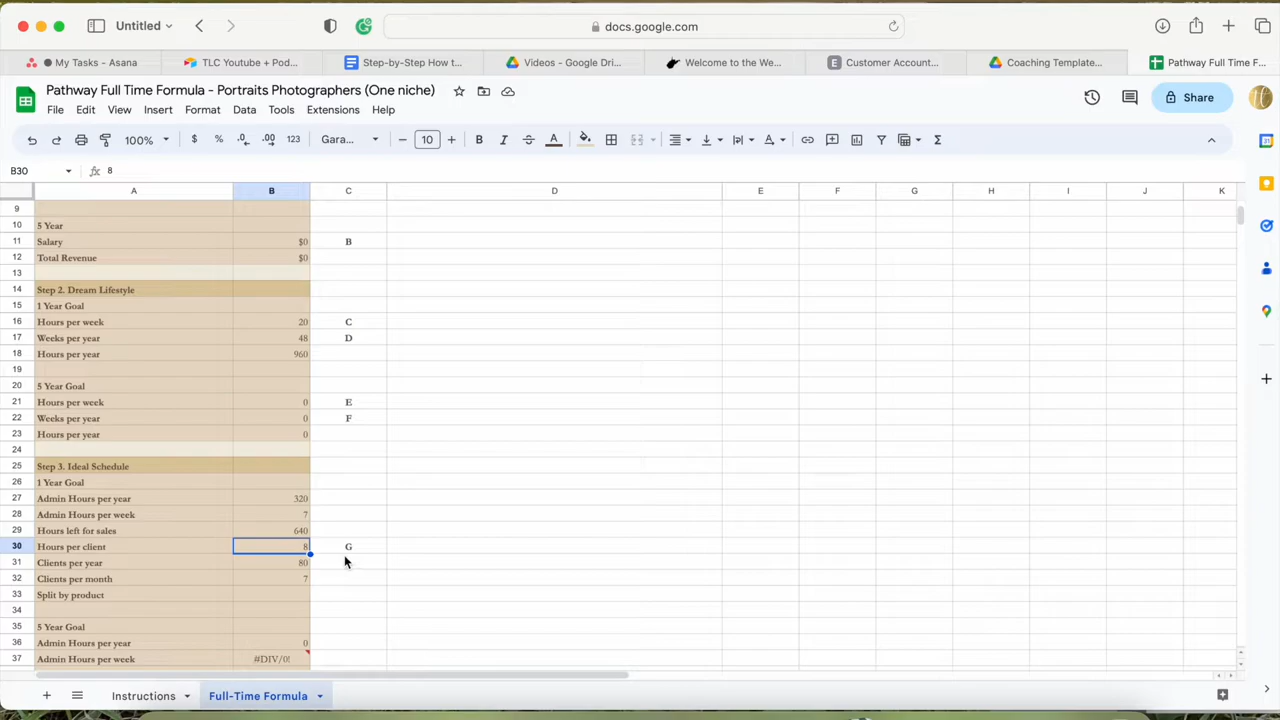 Untitled
docs.google.com
My Tasks - Asana
TLC Youtube + Pod...
Step-by-Step How t...
Videos - Google Dri...
Welcome to the We...
E Customer Account...
Coaching Template...
Pathway Full Time F...
Pathway Full Time Formula - Portraits Photographers (One niche)
File Edit View Insert Format Data Tools Extensions Help
Share
100% $ % .0 .00 123 Gara... 10 B I S A Σ
B30 fx 8
A B C D E F G H I J K
9
10 5 Year
11 Salary $0 B
12 Total Revenue $0
13
14 Step 2. Dream Lifestyle
15 1 Year Goal
16 Hours per week 20 C
17 Weeks per year 48 D
18 Hours per year 960
19
20 5 Year Goal
21 Hours per week 0 E
22 Weeks per year 0 F
23 Hours per year 0
24
25 Step 3. Ideal Schedule
26 1 Year Goal
27 Admin Hours per year 320
28 Admin Hours per week 7
29 Hours left for sales 640
30 Hours per client 8 G
31 Clients per year 80
32 Clients per month 7
33 Split by product
34
35 5 Year Goal
36 Admin Hours per year 0
37 Admin Hours per week #DIV/0!
Instructions Full-Time Formula